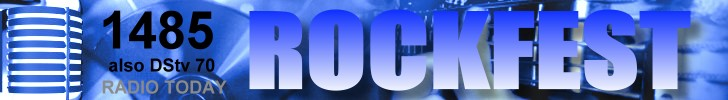 1485
also DStv 70
RADIO TODAY
ROCKFEST